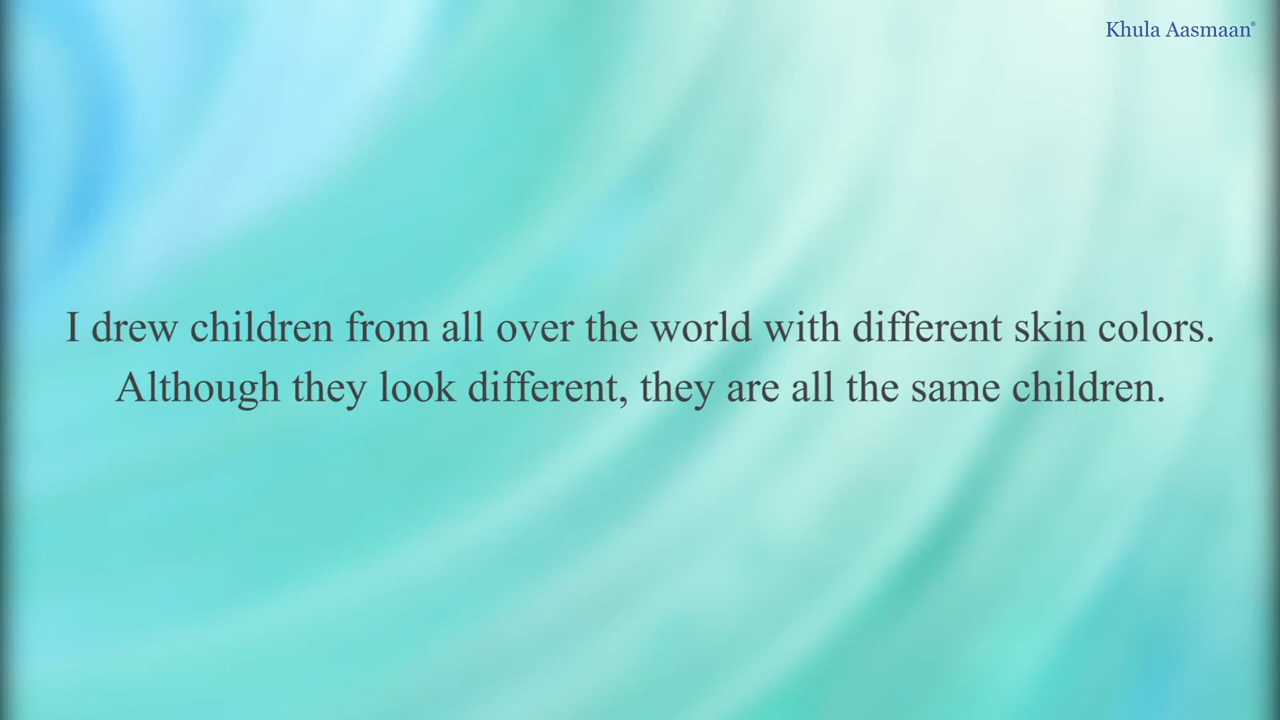 Khula Aasmaan®
I drew children from all over the world with different skin colors.
Although they look different, they are all the same children.